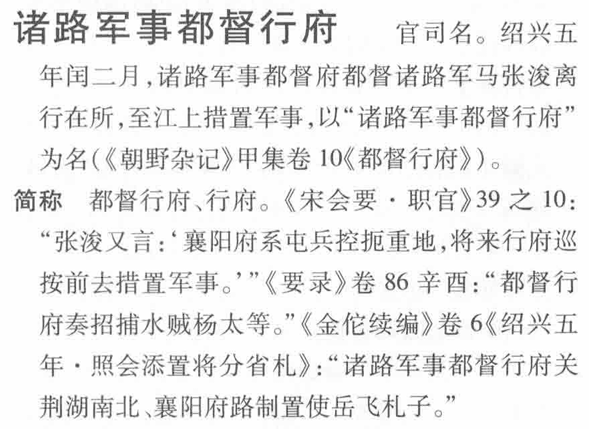 诸路军事都督行府　官司名。绍兴五
年闰二月，诸路军事都督府都督诸路军马张浚离
行在所，至江上措置军事，以“诸路军事都督行府”
为名（《朝野杂记》甲集卷10《都督行府》）。
简称　都督行府、行府。《宋会要·职官》39之10：
“张浚又言：‘襄阳府系屯兵控扼重地，将来行府巡
按前去措置军事。’”《要录》卷86辛酉：“都督行
府奏招捕水贼杨太等。”《金佗续编》卷6《绍兴五
年·照会添置将分省札》：“诸路军事都督行府关
荆湖南北、襄阳府路制置使岳飞札子。”